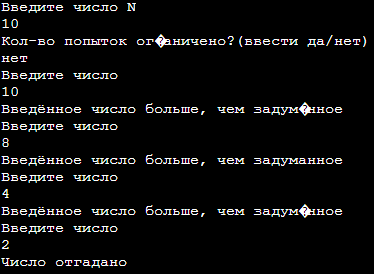 Введите число N
10
Кол-во попыток ог�аничено?(ввести да/нет)
нет
Введите число
10
Введённое число больше, чем задум�нное
Введите число
8
Введённое число больше, чем задуманное
Введите число
4
Введённое число больше, чем задум�нное
Введите число
2
Число отгадано